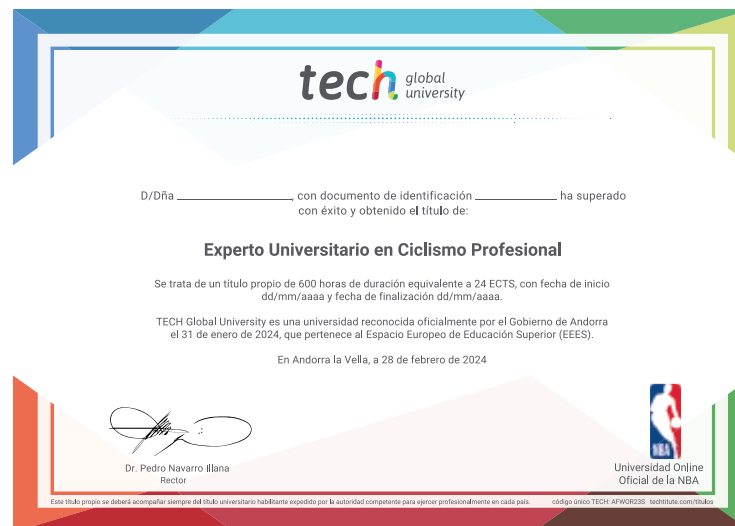 tech global
university
D/Dña ____________, con documento de identificación ____________ ha superado
con éxito y obtenido el título de:
Experto Universitario en Ciclismo Profesional
Se trata de un título propio de 600 horas de duración equivalente a 24 ECTS, con fecha de inicio
dd/mm/aaaa y fecha de finalización dd/mm/aaaa.
TECH Global University es una universidad reconocida oficialmente por el Gobierno de Andorra
el 31 de enero de 2024, que pertenece al Espacio Europeo de Educación Superior (EEES).
En Andorra la Vella, a 28 de febrero de 2024
NBA
Dr. Pedro Navarro Illana
Rector
Universidad Online
Oficial de la NBA
Este título propio se deberá acompañar siempre del título universitario habilitante expedido por la autoridad competente para ejercer profesionalmente en cada país. código único TECH: AFWOR23S techtitute.com/titulos